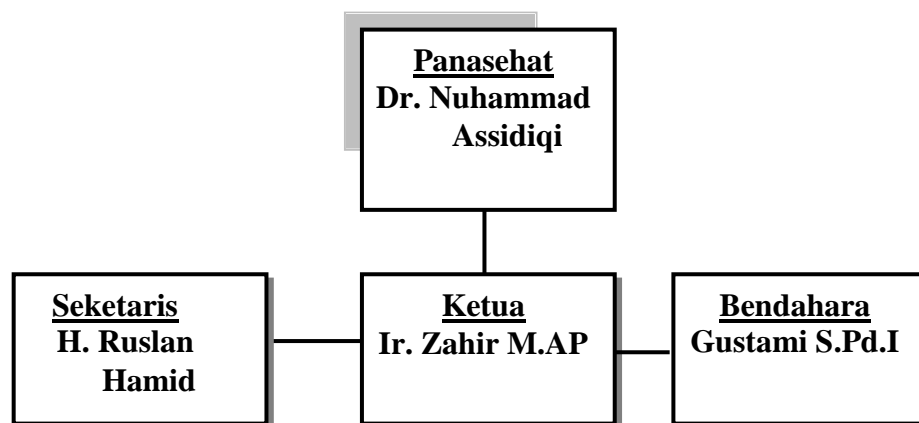 Panasehat
Dr. Nuhammad
Assidiqi
Seketaris
H. Ruslan
Hamid
Ketua
Ir. Zahir M.AP
Bendahara
Gustami S.Pd.I